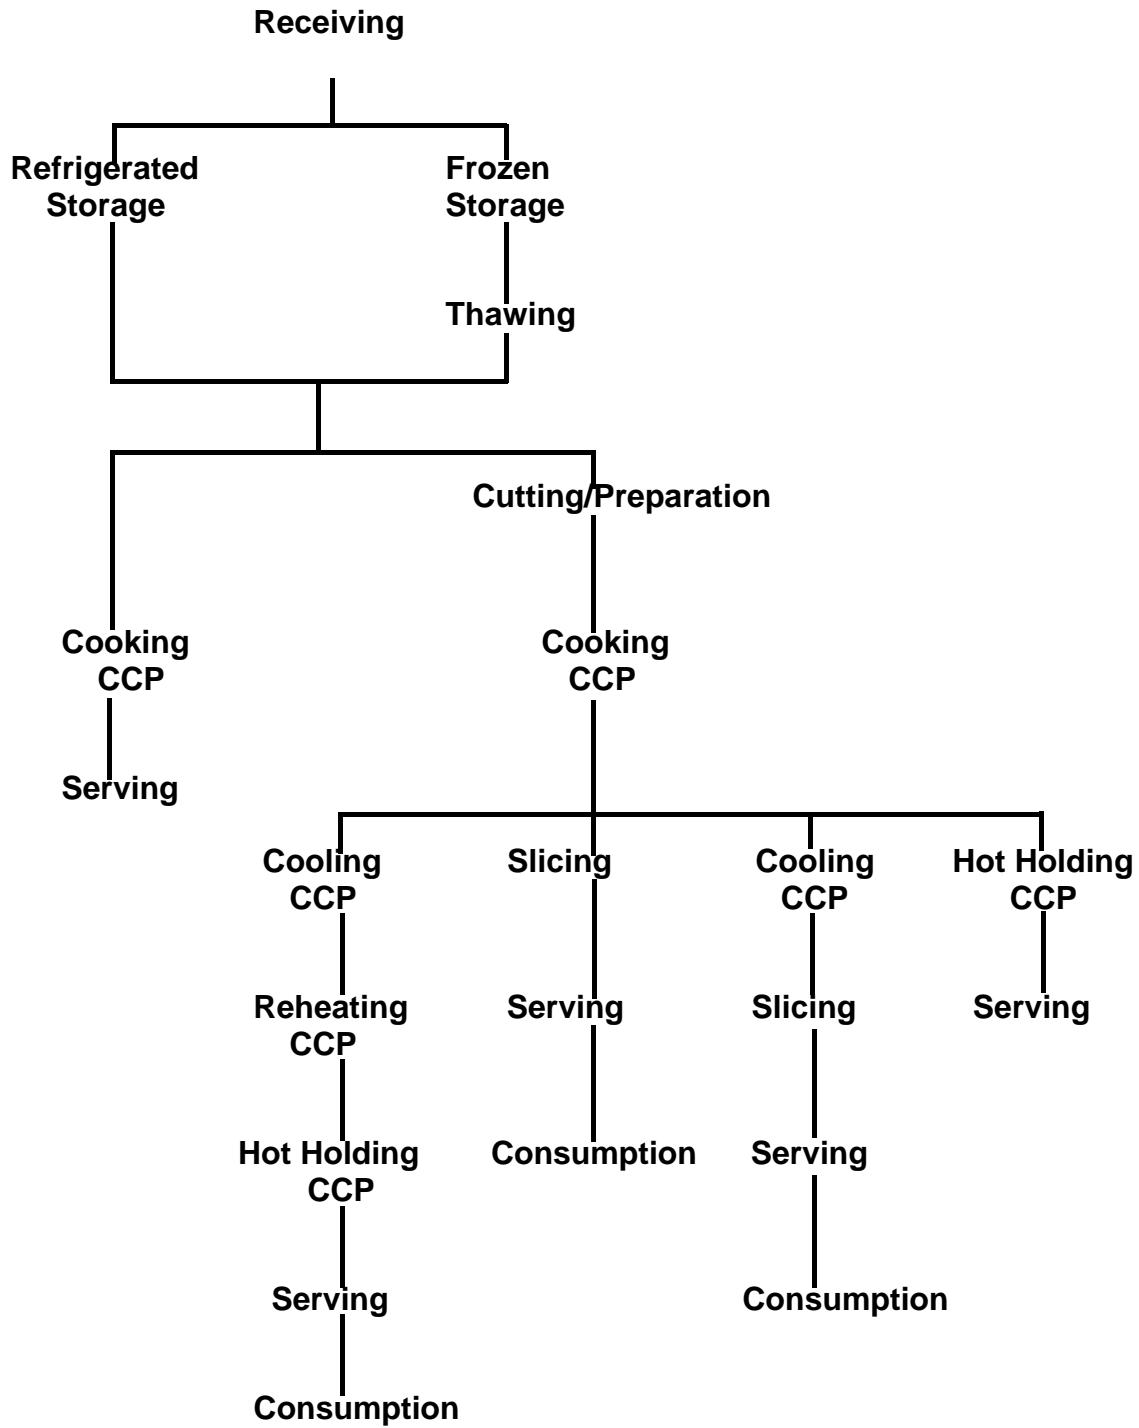 Receiving
Refrigerated
Storage
Frozen
Storage
Thawing
Cutting/Preparation
Cooking
CCP
Cooking
CCP
Serving
Cooling
CCP
Slicing
Cooling
CCP
Hot Holding
CCP
Reheating
CCP
Serving
Slicing
Serving
Hot Holding
CCP
Consumption
Serving
Serving
Consumption
Consumption